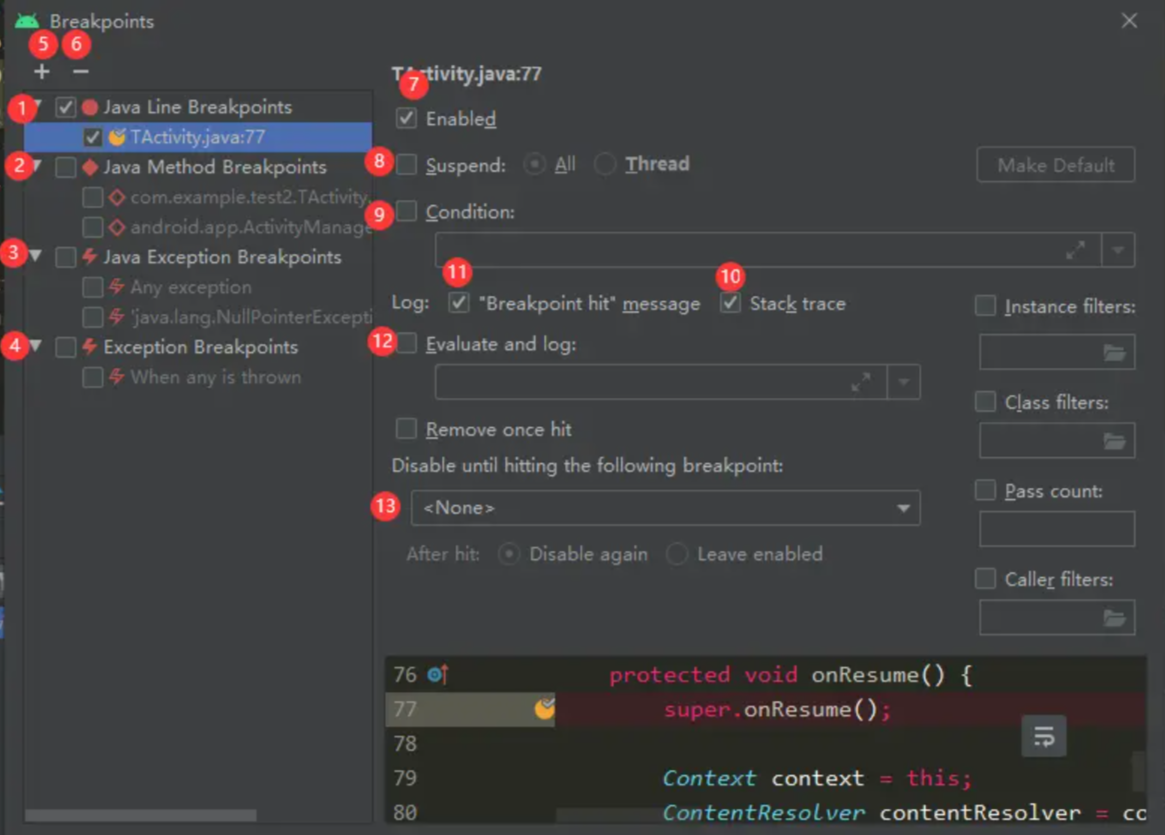 Breakpoints
5 6
+ −
TActivity.java:77
7
1 Java Line Breakpoints
Enabled
TActivity.java:77
2 Java Method Breakpoints
8 Suspend: All Thread
Make Default
com.example.test2.TActivity.
9 Condition:
android.app.ActivityManage
3 Java Exception Breakpoints
11 10
Any exception
Log: "Breakpoint hit" message Stack trace
Instance filters:
'java.lang.NullPointerExcepti
4 Exception Breakpoints
12 Evaluate and log:
When any is thrown
Class filters:
Remove once hit
Disable until hitting the following breakpoint:
Pass count:
13 <None>
After hit: Disable again Leave enabled
Caller filters:
76 protected void onResume() {
77 super.onResume();
78
79 Context context = this;
80 ContentResolver contentResolver = co